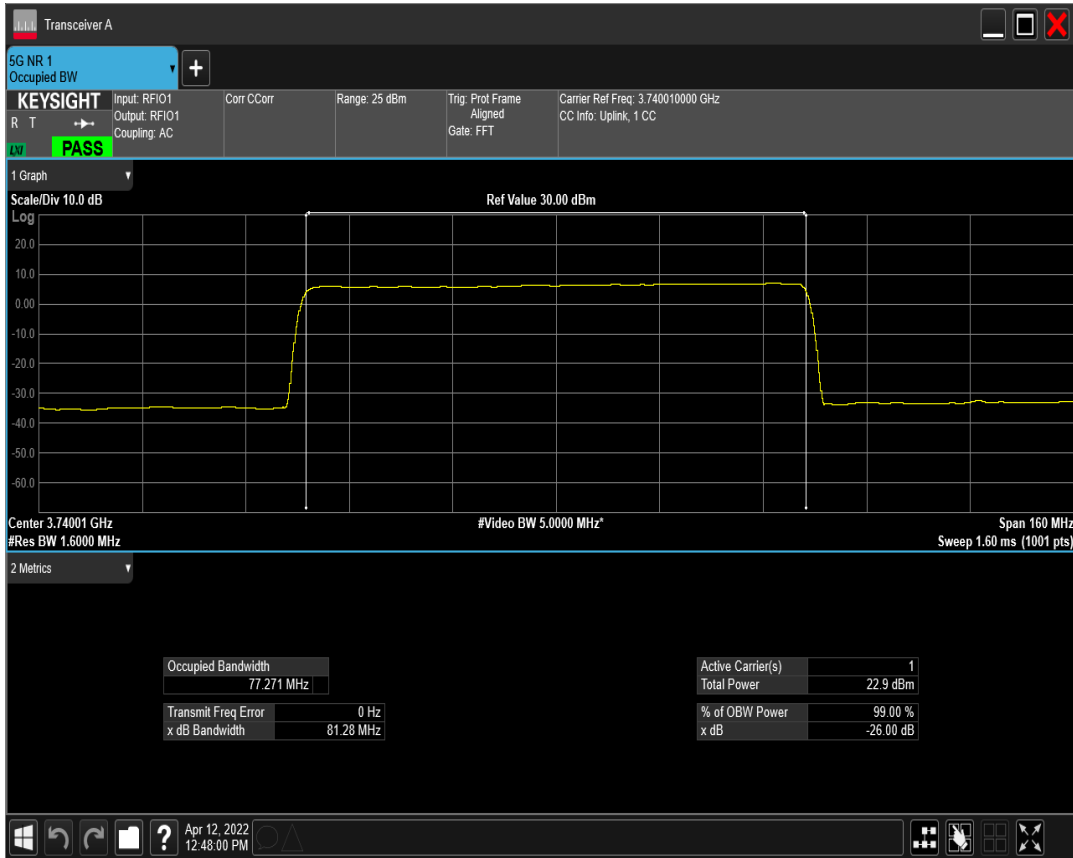 Transceiver A
5G NR 1
Occupied BW
+
KEYSIGHT
R T
LXI
PASS
Input: RFIO1
Output: RFIO1
Coupling: AC
Corr CCorr
Range: 25 dBm
Trig: Prot Frame
Aligned
Gate: FFT
Carrier Ref Freq: 3.740010000 GHz
CC Info: Uplink, 1 CC
1 Graph
Scale/Div 10.0 dB
Ref Value 30.00 dBm
Log
20.0
10.0
0.00
-10.0
-20.0
-30.0
-40.0
-50.0
-60.0
Center 3.74001 GHz
#Video BW 5.0000 MHz*
Span 160 MHz
#Res BW 1.6000 MHz
Sweep 1.60 ms (1001 pts)
2 Metrics
Occupied Bandwidth
77.271 MHz
Transmit Freq Error 0 Hz
x dB Bandwidth 81.28 MHz
Active Carrier(s) 1
Total Power 22.9 dBm
% of OBW Power 99.00 %
x dB -26.00 dB
?
Apr 12, 2022
12:48:00 PM